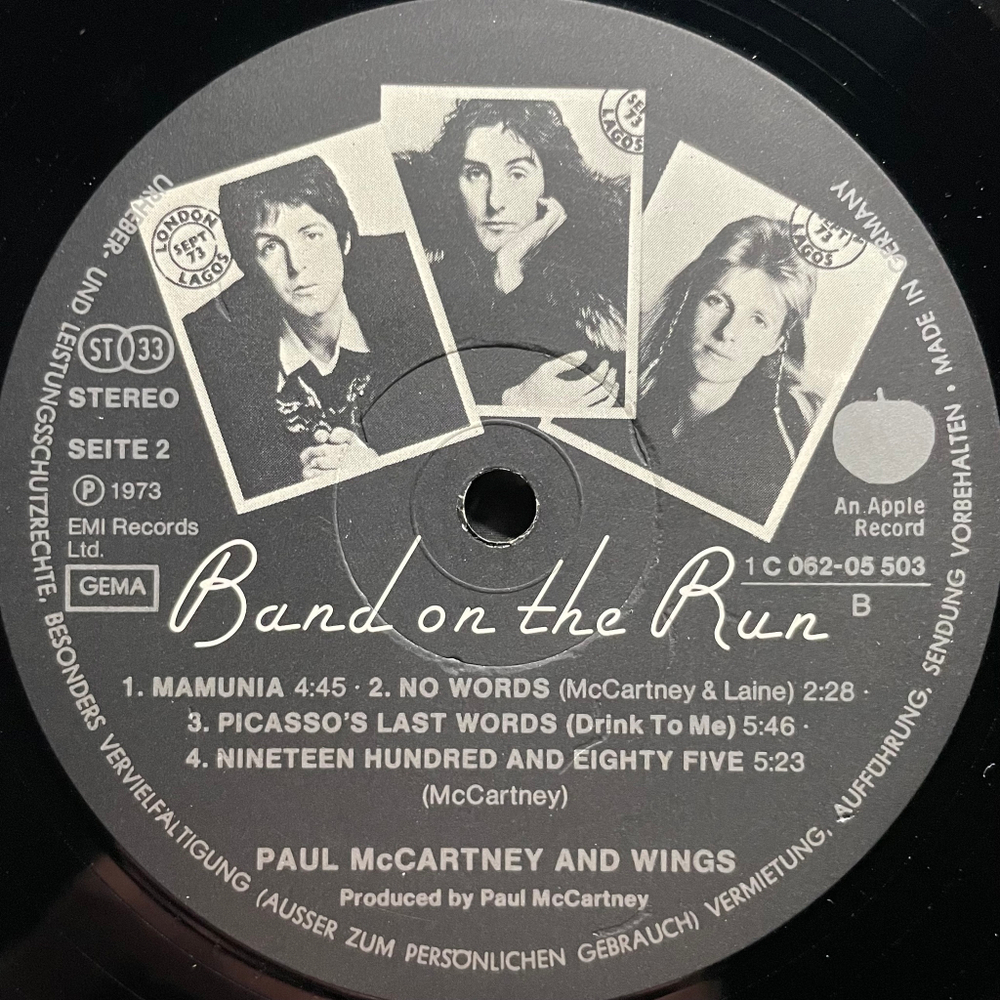 LONDON
SEPT
73
LAGOS
SE
73
LAGOS
73
LAGOS
ST 33
STEREO
SEITE 2
Ⓟ 1973
EMI Records
Ltd.
GEMA
An Apple
Record
1 C 062-05 503
B
Band on the Run
1. MAMUNIA 4:45 · 2. NO WORDS (McCartney & Laine) 2:28 ·
3. PICASSO'S LAST WORDS (Drink To Me) 5:46 ·
4. NINETEEN HUNDRED AND EIGHTY FIVE 5:23
(McCartney)
PAUL McCARTNEY AND WINGS
Produced by Paul McCartney
URHEBER- UND LEISTUNGSSCHUTZRECHTE, BESONDERS VERVIELFÄLTIGUNG (AUSSER ZUM PERSÖNLICHEN GEBRAUCH) VERMIETUNG, AUFFÜHRUNG, SENDUNG VORBEHALTEN • MADE IN GERMANY